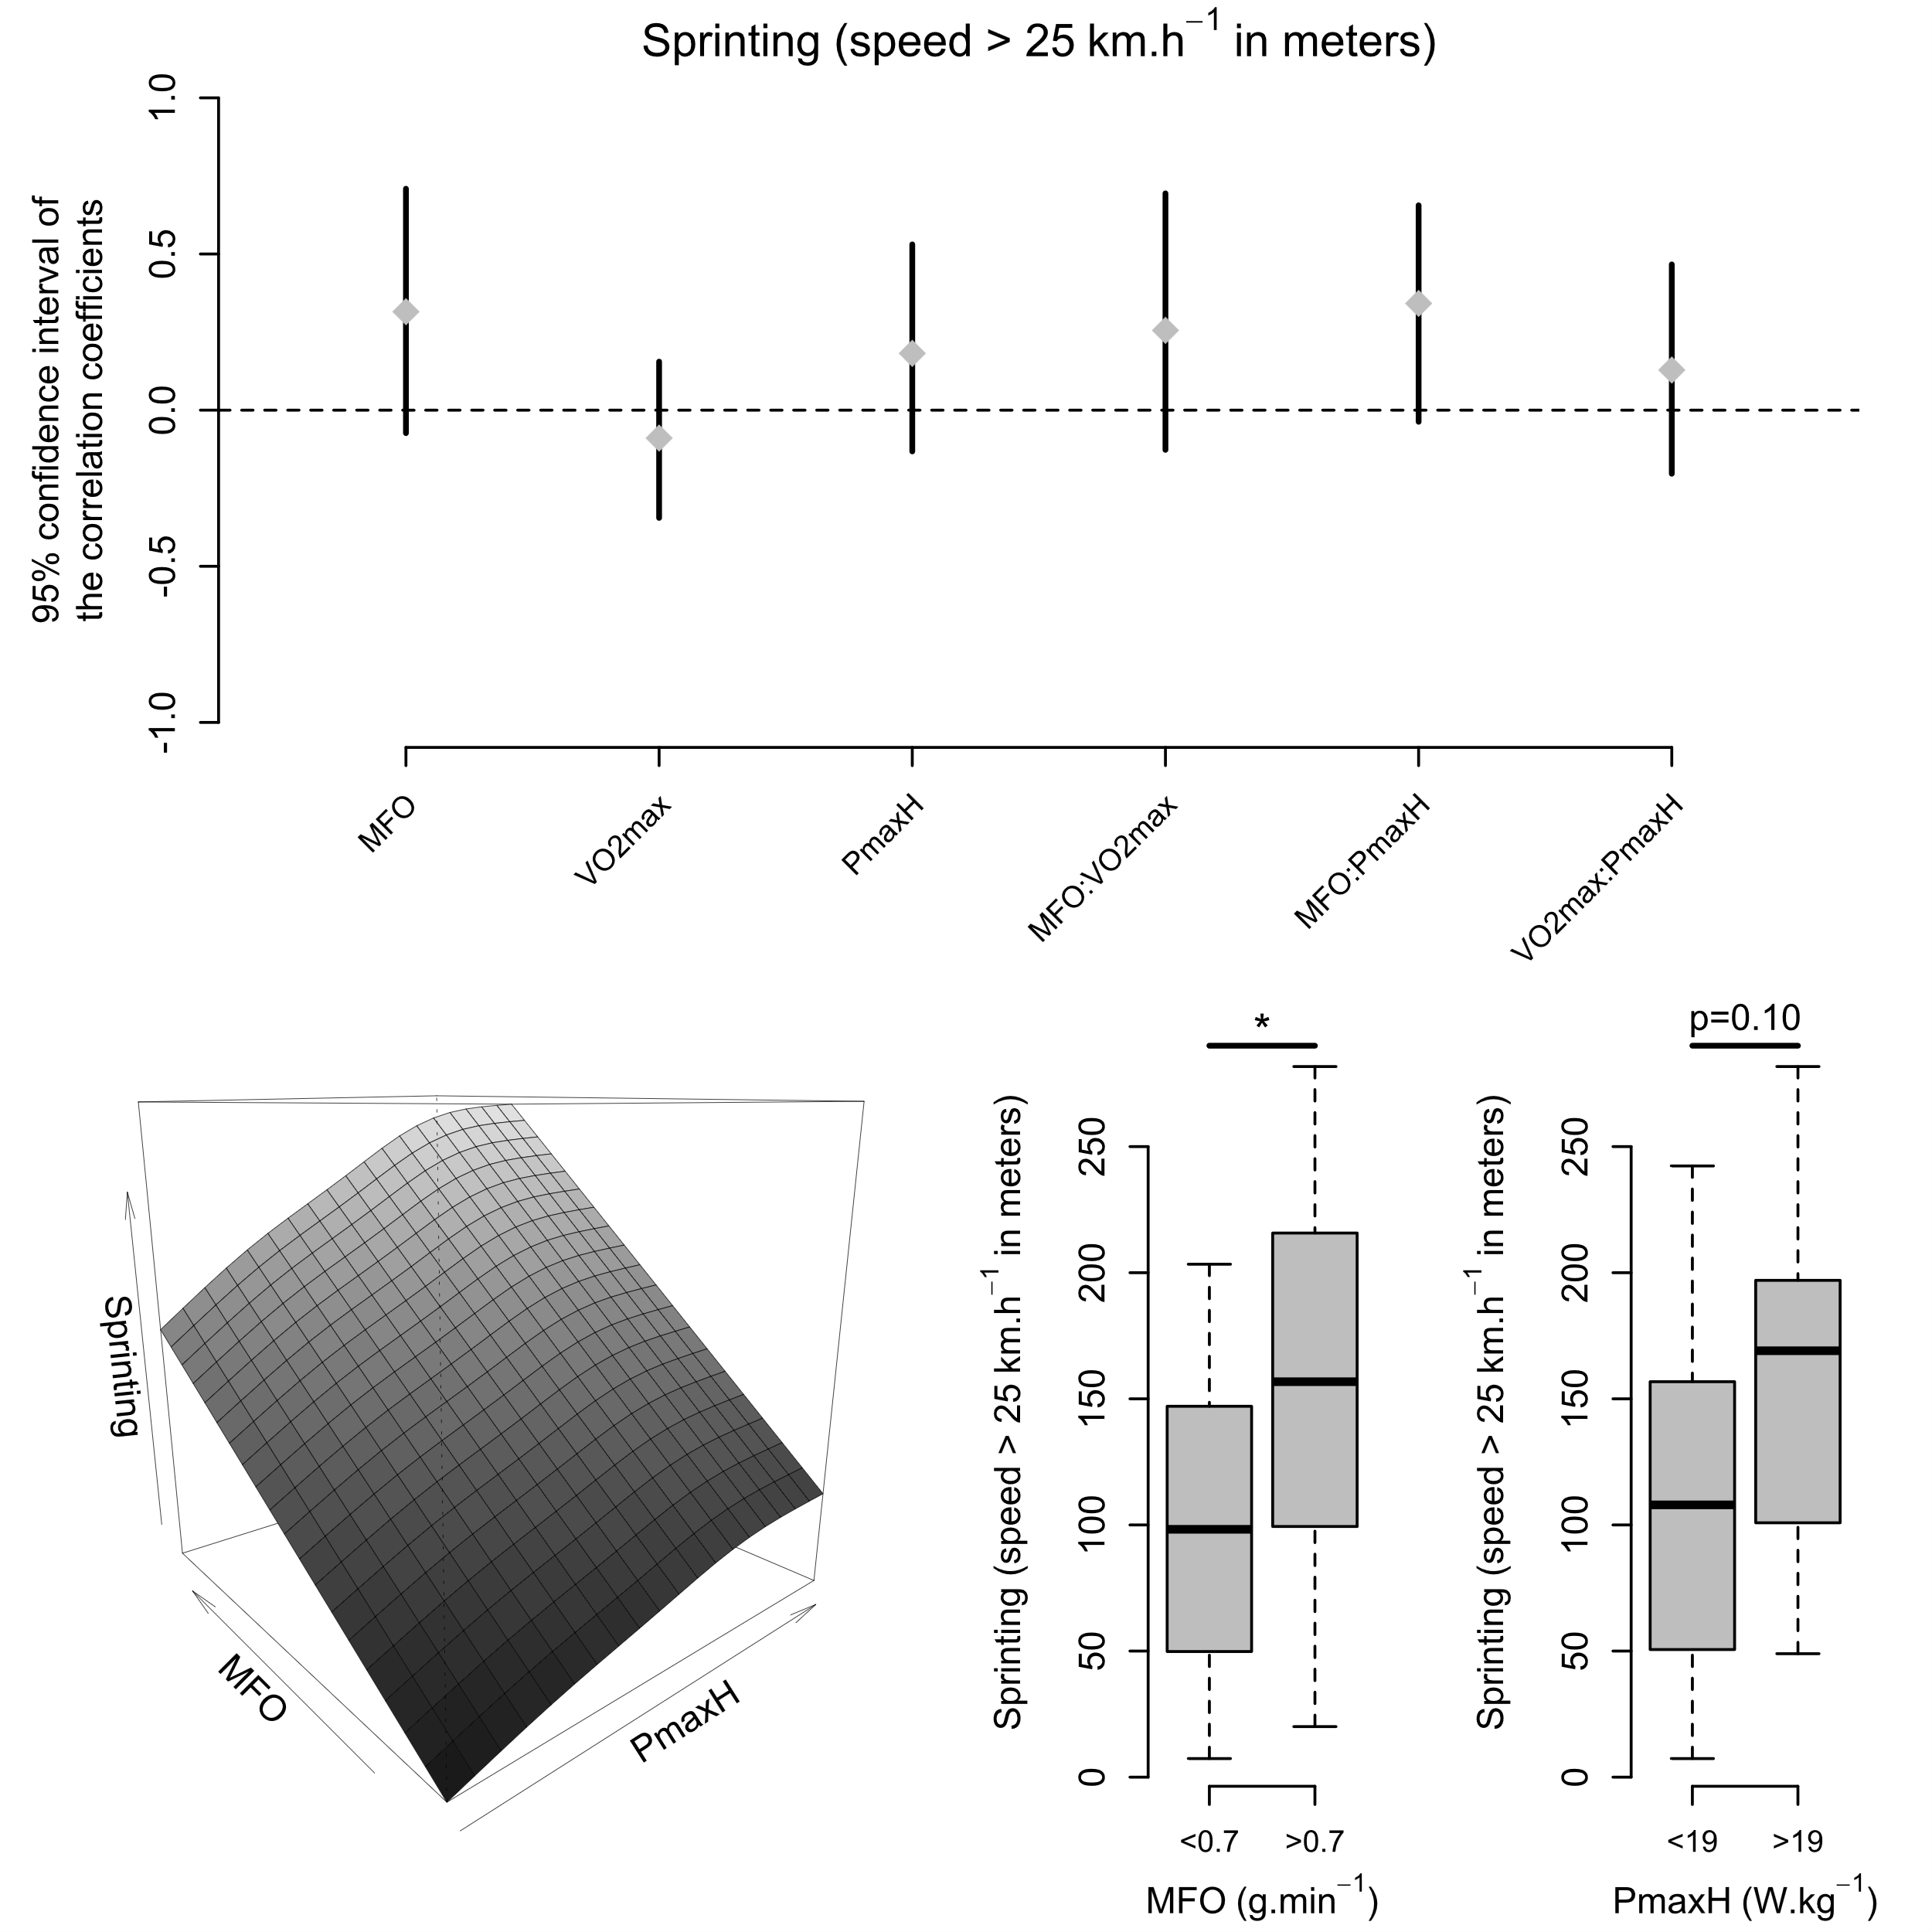 Sprinting (speed > 25 km.h⁻¹ in meters)
95% confidence interval of
the correlation coefficients
1.0
0.5
0.0
-0.5
-1.0
MFO
VO2max
PmaxH
MFO:VO2max
MFO:PmaxH
VO2max:PmaxH
Sprinting
MFO
PmaxH
*
Sprinting (speed > 25 km.h⁻¹ in meters)
250
200
150
100
50
0
<0.7 >0.7
MFO (g.min⁻¹)
p=0.10
Sprinting (speed > 25 km.h⁻¹ in meters)
250
200
150
100
50
0
<19 >19
PmaxH (W.kg⁻¹)